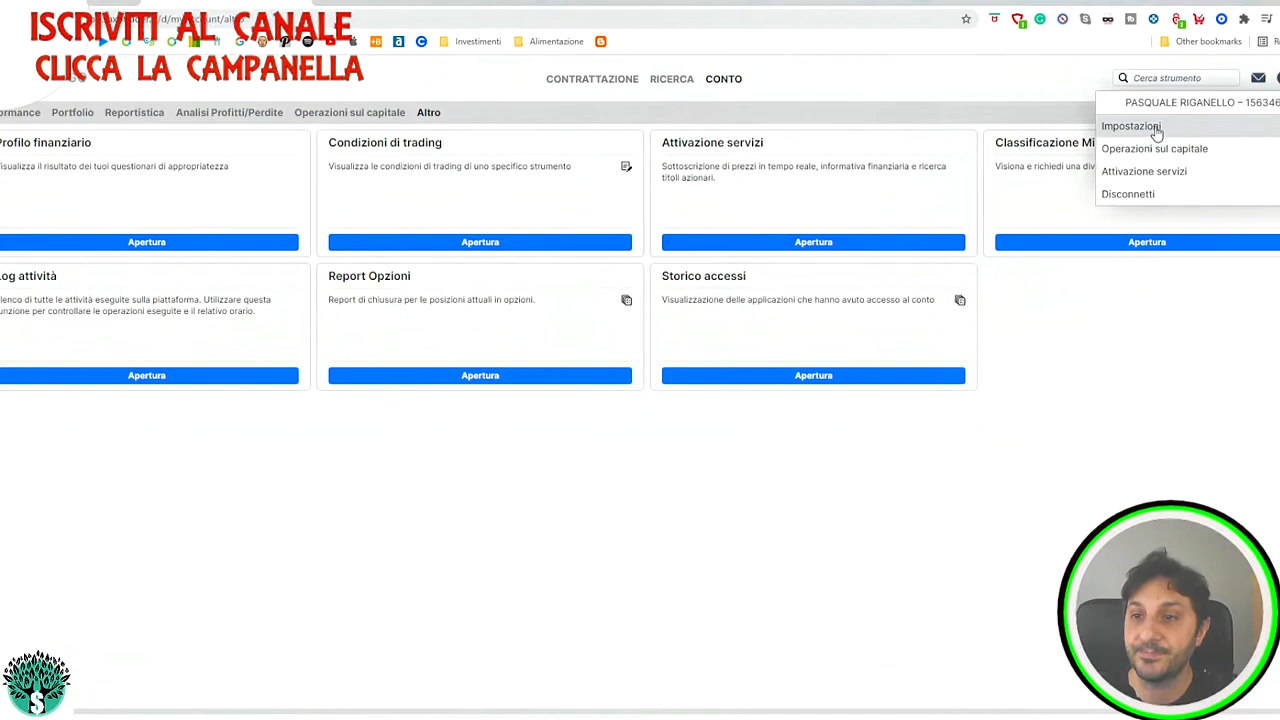 ISCRIVITI AL CANALE
CLICCA LA CAMPANELLA
Investimenti
Alimentazione
Other bookmarks
CONTRATTAZIONE RICERCA CONTO
Cerca strumento
PASQUALE RIGANELLO – 156346
Impostazioni
Operazioni sul capitale
Attivazione servizi
Disconnetti
ormance Portfolio Reportistica Analisi Profitti/Perdite Operazioni sul capitale Altro
Profilo finanziario
isualizza il risultato dei tuoi questionari di appropriatezza
Apertura
Condizioni di trading
Visualizza le condizioni di trading di uno specifico strumento
Apertura
Attivazione servizi
Sottoscrizione di prezzi in tempo reale, informativa finanziaria e ricerca
titoli azionari.
Apertura
Classificazione Mi
Visiona e richiedi una div
Apertura
Log attività
lenco di tutte le attività eseguite sulla piattaforma. Utilizzare questa
unzione per controllare le operazioni eseguite e il relativo orario.
Apertura
Report Opzioni
Report di chiusura per le posizioni attuali in opzioni.
Apertura
Storico accessi
Visualizzazione delle applicazioni che hanno avuto accesso al conto
Apertura